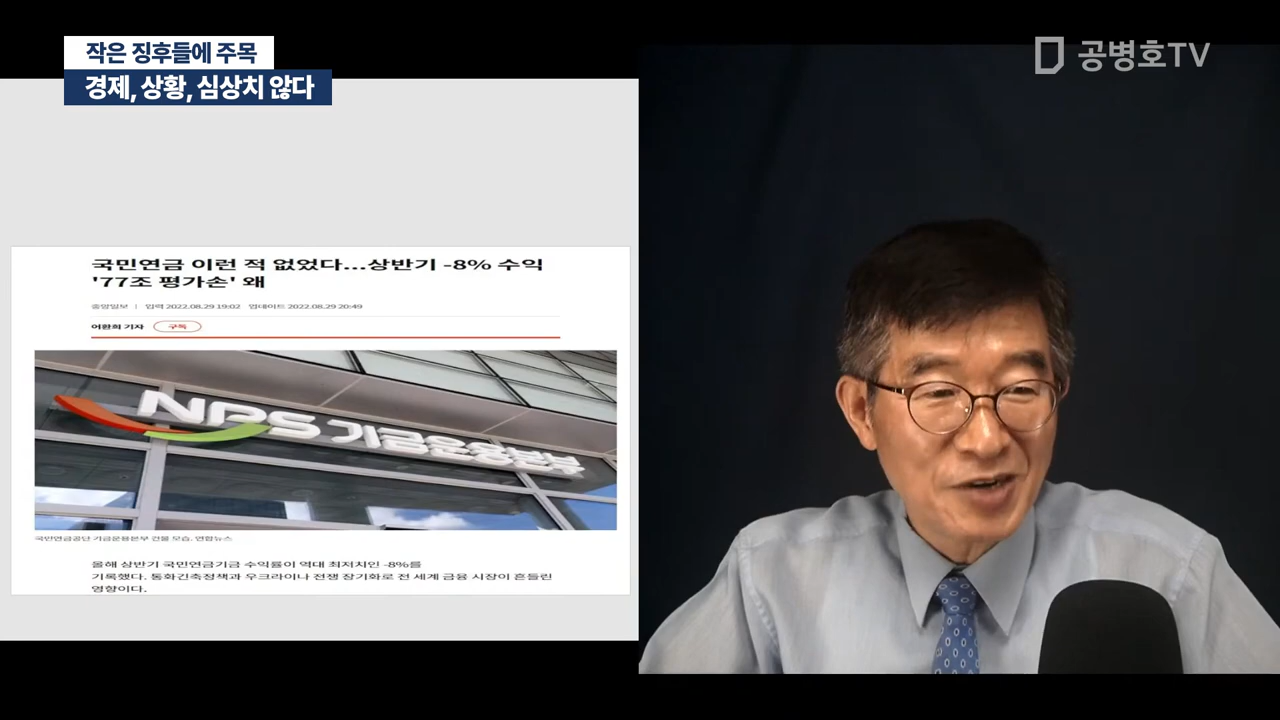 작은 징후들에 주목
경제, 상황, 심상치 않다
공병호TV
국민연금 이런 적 없었다...상반기 -8% 수익
'77조 평가손' 왜
중앙일보 | 입력 2022.08.29 19:02 업데이트 2022.08.29 20:49
어환희 기자 구독
NPS 기금운용본부
국민연금공단 기금운용본부 건물 모습. 연합뉴스
올해 상반기 국민연금기금 수익률이 역대 최저치인 -8%를
기록했다. 통화긴축정책과 우크라이나 전쟁 장기화로 전 세계 금융 시장이 흔들린
영향이다.